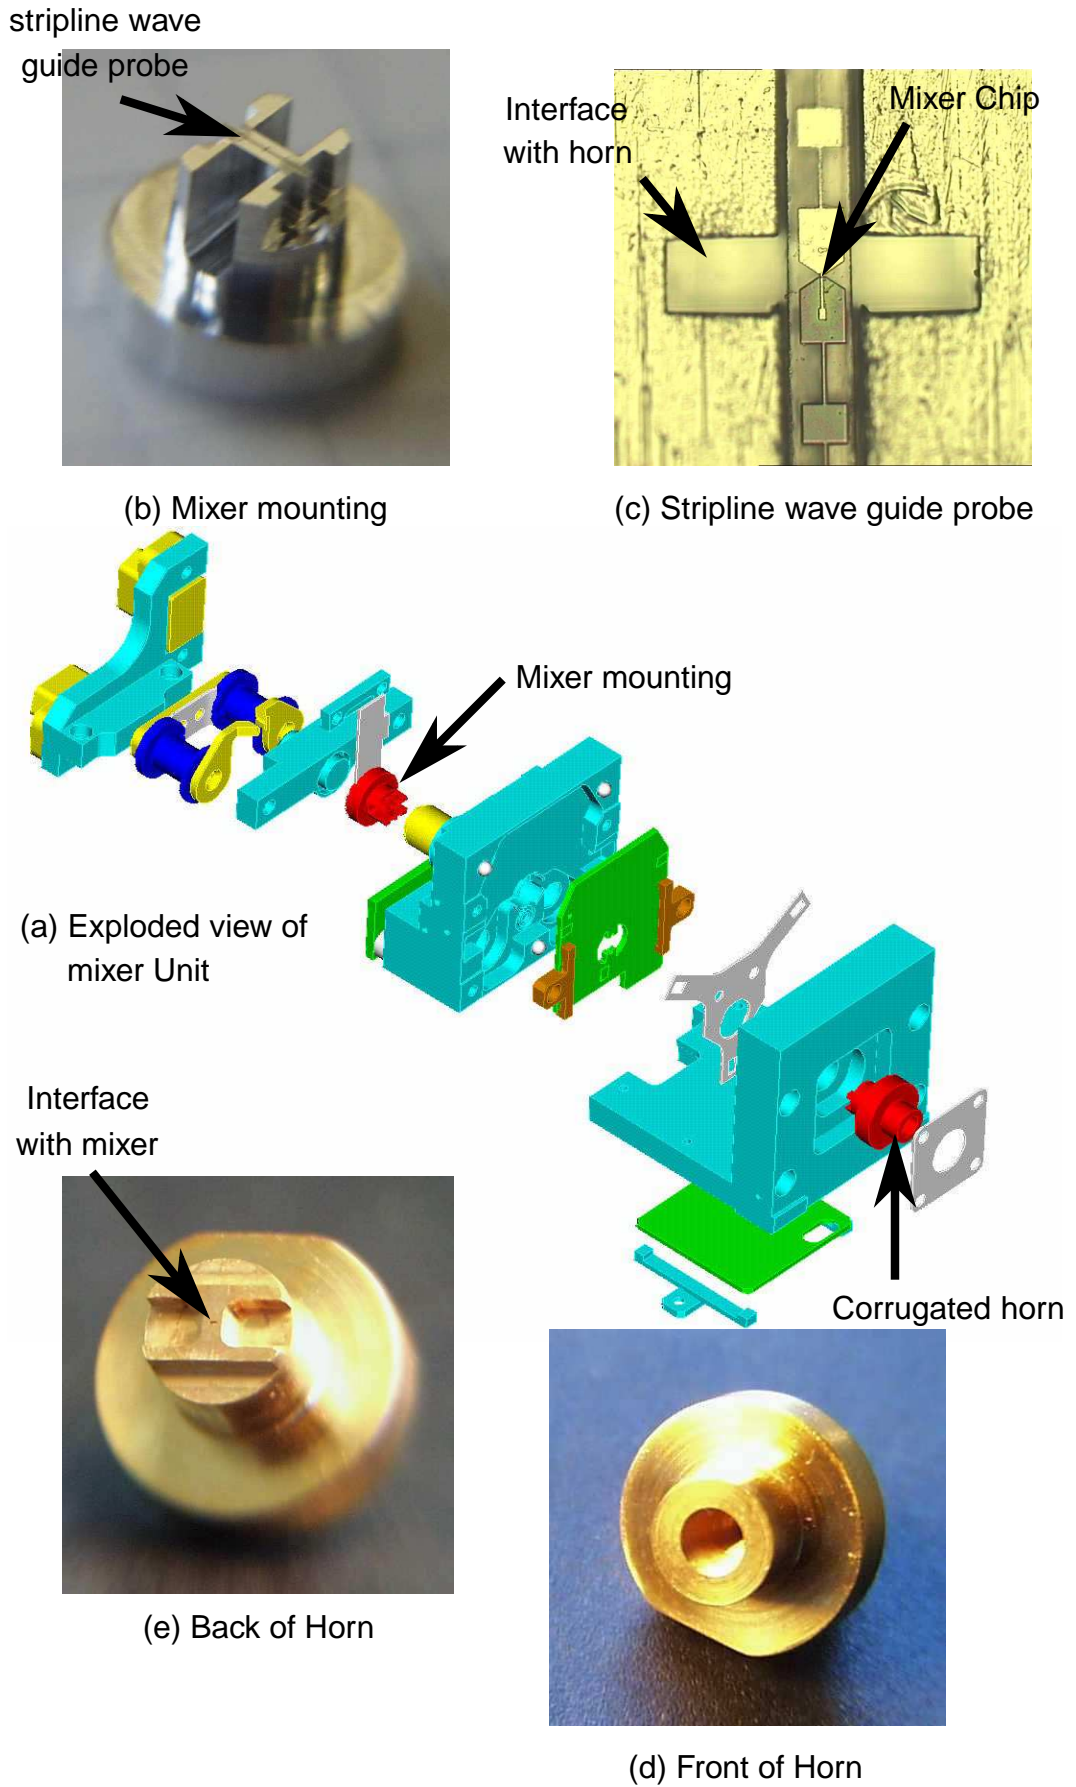 stripline wave
guide probe
Interface
with horn
Mixer Chip
(b) Mixer mounting
(c) Stripline wave guide probe
Mixer mounting
(a) Exploded view of
mixer Unit
Interface
with mixer
Corrugated horn
(e) Back of Horn
(d) Front of Horn